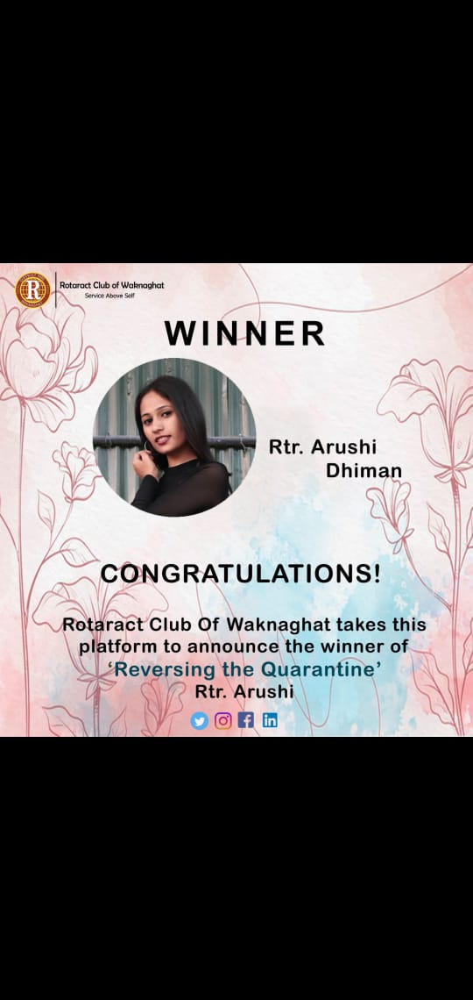 Rotaract Club of Waknaghat
Service Above Self
WINNER
Rtr. Arushi
Dhiman
CONGRATULATIONS!
Rotaract Club Of Waknaghat takes this
platform to announce the winner of
‘Reversing the Quarantine’
Rtr. Arushi